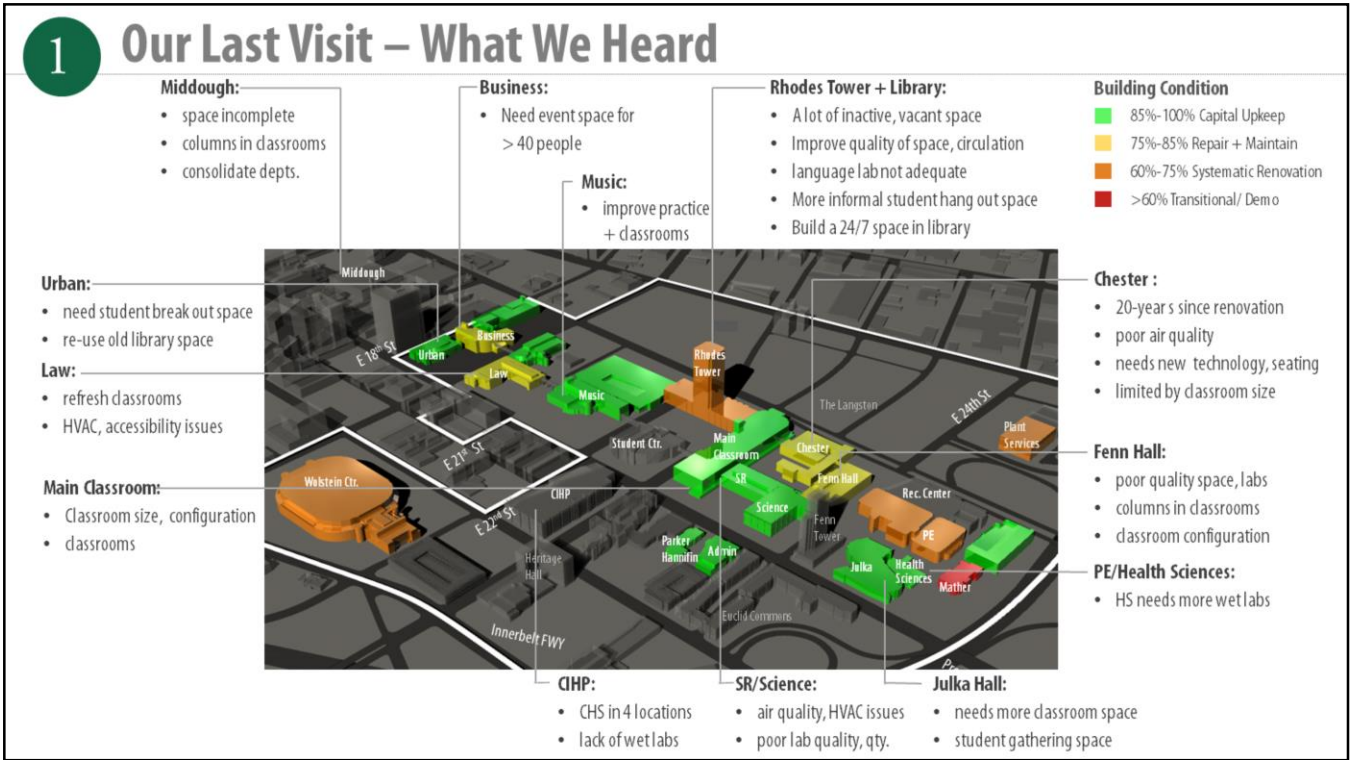 1
Our Last Visit – What We Heard
Middough:
• space incomplete
• columns in classrooms
• consolidate depts.
Business:
• Need event space for
> 40 people
Music:
• improve practice
+ classrooms
Rhodes Tower + Library:
• A lot of inactive, vacant space
• Improve quality of space, circulation
• language lab not adequate
• More informal student hang out space
• Build a 24/7 space in library
Building Condition
85%-100% Capital Upkeep
75%-85% Repair + Maintain
60%-75% Systematic Renovation
>60% Transitional/ Demo
Urban:
• need student break out space
• re-use old library space
Law:
• refresh classrooms
• HVAC, accessibility issues
Main Classroom:
• Classroom size, configuration
• classrooms
Middough
E 18th St
Urban
Business
Law
Music
Rhodes
Tower
The Langston
E 24th St
Plant
Services
Student Ctr.
Main
Classroom
Chester
E 21st St
Wolstein Ctr.
CIHP
SR
Fenn Hall
Rec. Center
E 22nd St
Science
Fenn
Tower
PE
Heritage
Hall
Parker
Hannifin
Admin
Julka
Health
Sciences
Mather
Euclid Commons
Innerbelt FWY
Chester :
• 20-year s since renovation
• poor air quality
• needs new technology, seating
• limited by classroom size
Fenn Hall:
• poor quality space, labs
• columns in classrooms
• classroom configuration
PE/Health Sciences:
• HS needs more wet labs
CIHP:
• CHS in 4 locations
• lack of wet labs
SR/Science:
• air quality, HVAC issues
• poor lab quality, qty.
Julka Hall:
• needs more classroom space
• student gathering space